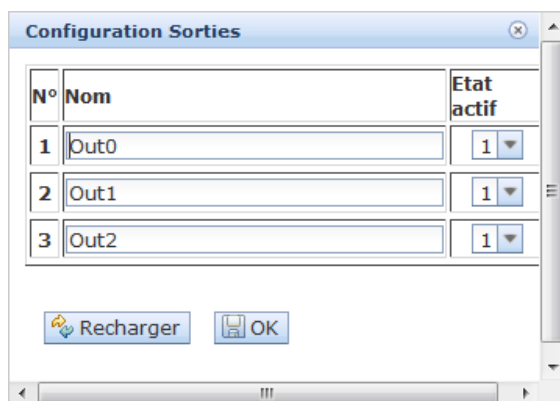 Configuration Sorties
N° Nom Etat actif
1 Out0 1
2 Out1 1
3 Out2 1
Recharger OK